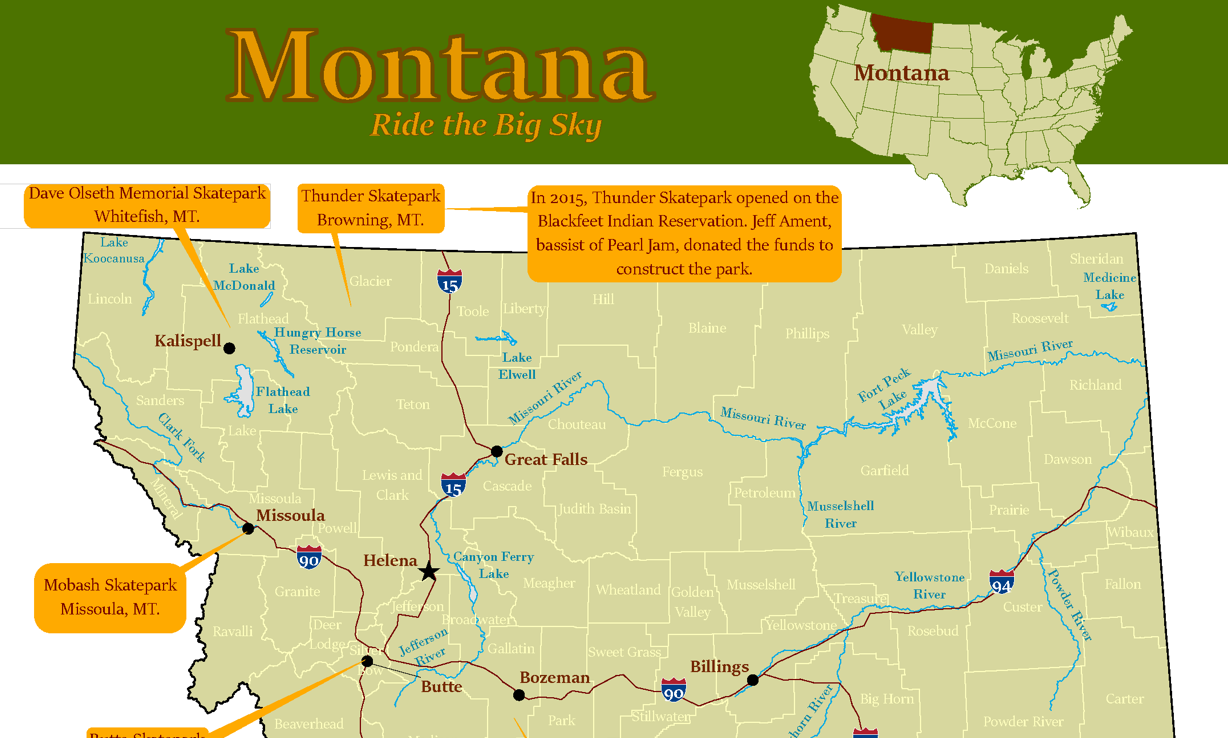 Montana
Ride the Big Sky
Montana
Dave Olseth Memorial Skatepark
Whitefish, MT.
Thunder Skatepark
Browning, MT.
In 2015, Thunder Skatepark opened on the
Blackfeet Indian Reservation. Jeff Ament,
bassist of Pearl Jam, donated the funds to
construct the park.
Lake
Koocanusa
Lake
McDonald
Glacier
15
Hill
Daniels
Sheridan
Medicine
Lake
Lincoln
Flathead
Toole
Liberty
Blaine
Phillips
Valley
Roosevelt
Kalispell
Hungry Horse
Reservoir
Pondera
Lake
Elwell
Missouri River
Missouri River
Missouri River
Fort Peck
Lake
Richland
Flathead
Lake
Sanders
Teton
Clark Fork
Lake
Chouteau
McCone
Great Falls
Lewis and
Clark
15
Cascade
Fergus
Petroleum
Garfield
Dawson
Mineral
Missoula
Judith Basin
Musselshell
River
Prairie
Missoula
Powell
Wibaux
90
Helena
Canyon Ferry
Lake
Mobash Skatepark
Missoula, MT.
Granite
Meagher
Wheatland
Golden
Valley
Musselshell
Treasure
Yellowstone
River
94
Custer
Powder River
Fallon
Jefferson
Broadwater
Ravalli
Deer
Lodge
Silver
Bow
Jefferson
River
Gallatin
Sweet Grass
Yellowstone
Rosebud
Butte
Bozeman
90
Billings
Big Horn
Carter
Beaverhead
Park
Stillwater
Powder River
Butte Skatepark